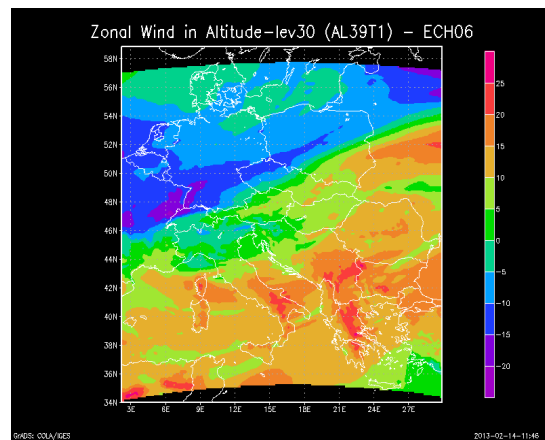 Zonal Wind in Altitude-lev30 (AL39T1) - ECH06
58N
56N
54N
52N
50N
48N
46N
44N
42N
40N
38N
36N
34N
3E 6E 9E 12E 15E 18E 21E 24E 27E
25
20
15
10
5
0
-5
-10
-15
-20
GrADS: COLA/IGES
2013-02-14-11:46